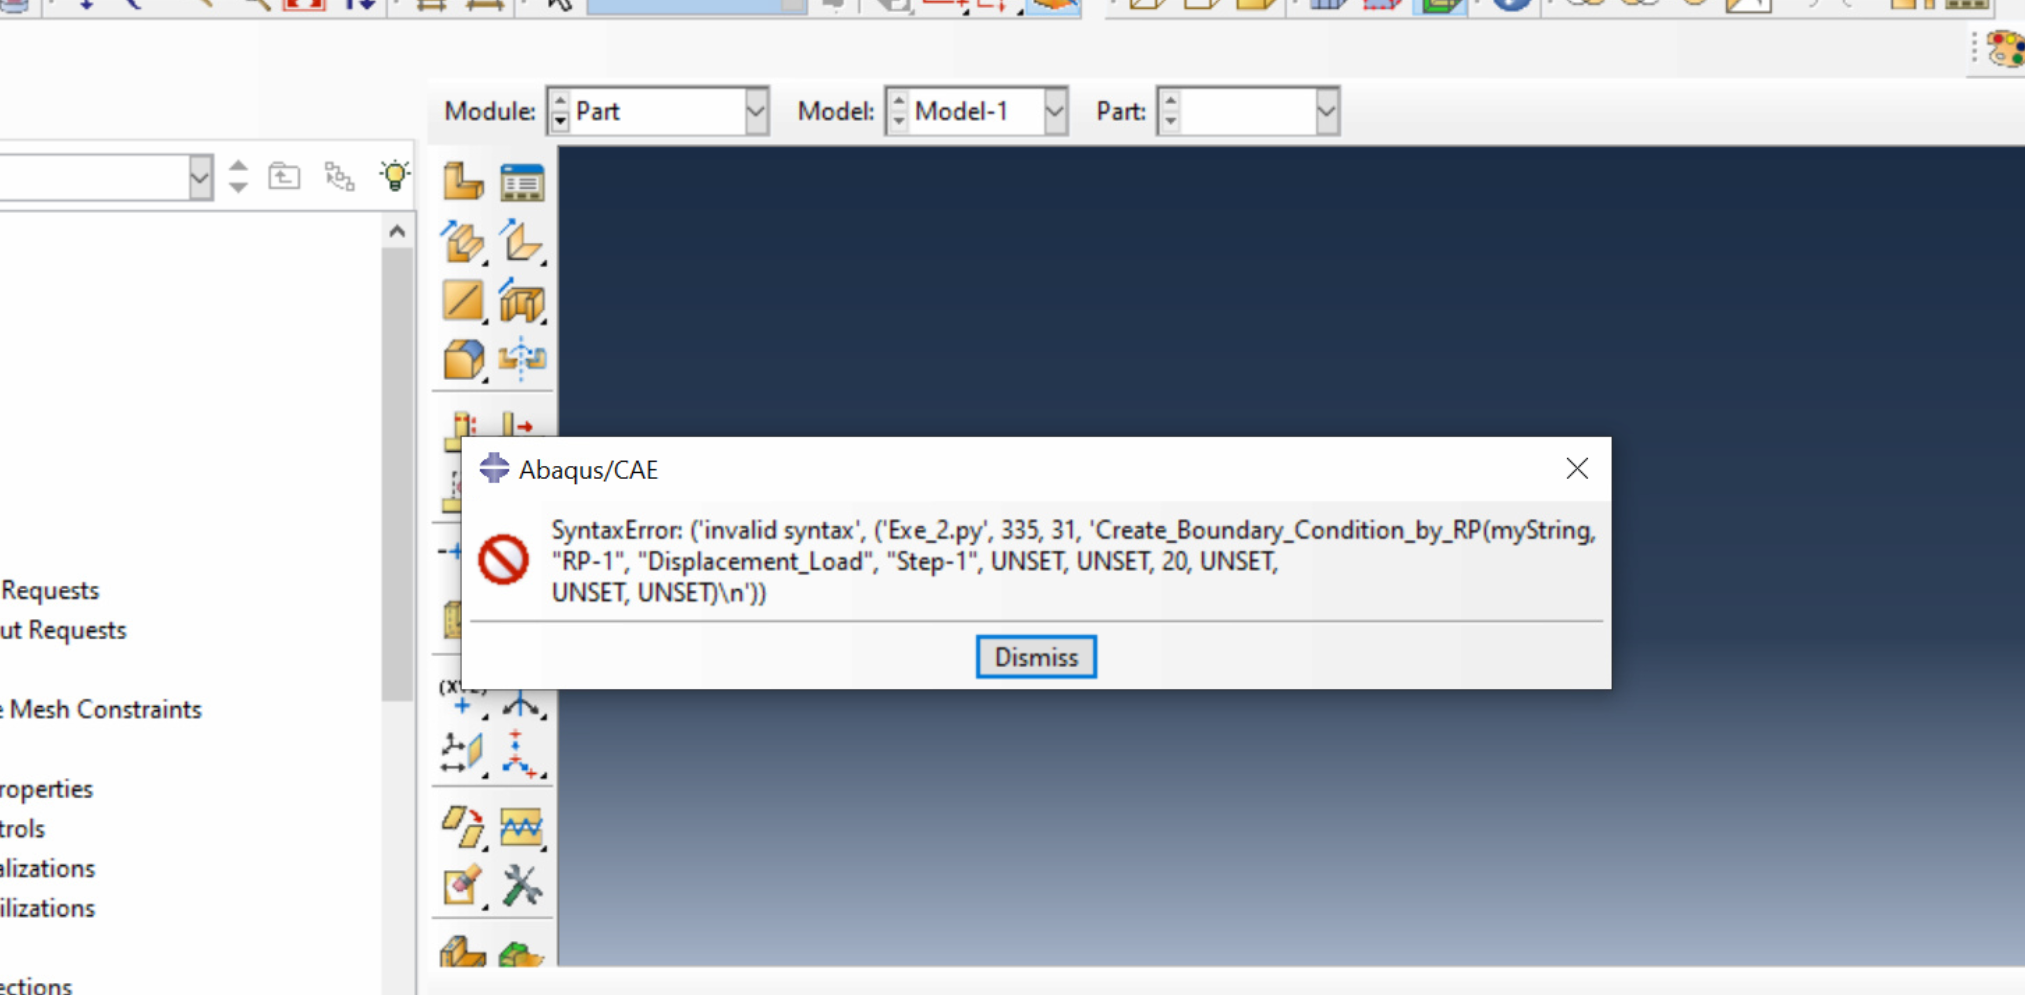 Module: Part Model: Model-1 Part:
Abaqus/CAE
SyntaxError: ('invalid syntax', ('Exe_2.py', 335, 31, 'Create_Boundary_Condition_by_RP(myString,
"RP-1", "Displacement_Load", "Step-1", UNSET, UNSET, 20, UNSET,
UNSET, UNSET)\n'))
Dismiss
Requests
ut Requests
e Mesh Constraints
roperties
trols
alizations
ilizations
ections